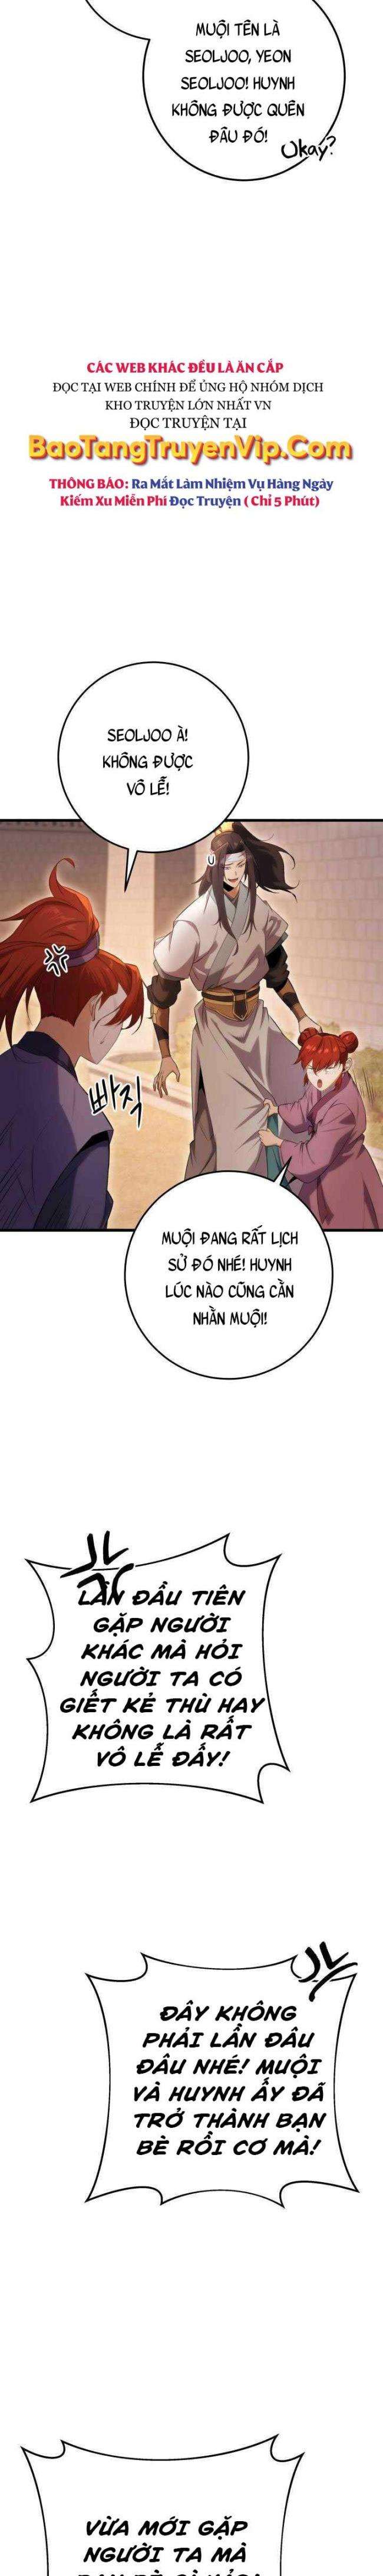 MUỘI TÊN LÀ
SEOLJOO, YEON
SEOLJOO! HUYNH
KHÔNG ĐƯỢC QUÊN
ĐÂU ĐÓ!
Okay?
CÁC WEB KHÁC ĐỀU LÀ ĂN CẮP
ĐỌC TẠI WEB CHÍNH ĐỂ ỦNG HỘ NHÓM DỊCH
KHO TRUYỆN LỚN NHẤT VN
ĐỌC TRUYỆN TẠI
BaoTangTruyenVip.Com
THÔNG BÁO: Ra Mắt Làm Nhiệm Vụ Hàng Ngày
Kiếm Xu Miễn Phí Đọc Truyện ( Chỉ 5 Phút)
SEOLJOO À!
KHÔNG ĐƯỢC
VÔ LỄ!
빠직
MUỘI ĐANG RẤT LỊCH
SỬ ĐÓ NHÉ! HUYNH
LÚC NÀO CŨNG CẰN
NHẰN MUỘI!
LẦN ĐẦU TIÊN
GẶP NGƯỜI
KHÁC MÀ HỎI
NGƯỜI TA CÓ
GIẾT KẺ THÙ HAY
KHÔNG LÀ RẤT
VÔ LỄ ĐẤY!
ĐÂY KHÔNG
PHẢI LẦN ĐẦU
ĐÂU NHÉ! MUỘI
VÀ HUYNH ẤY ĐÃ
TRỞ THÀNH BẠN
BÈ RỒI CƠ MÀ!
VỪA MỚI GẶP
NGƯỜI TA MÀ